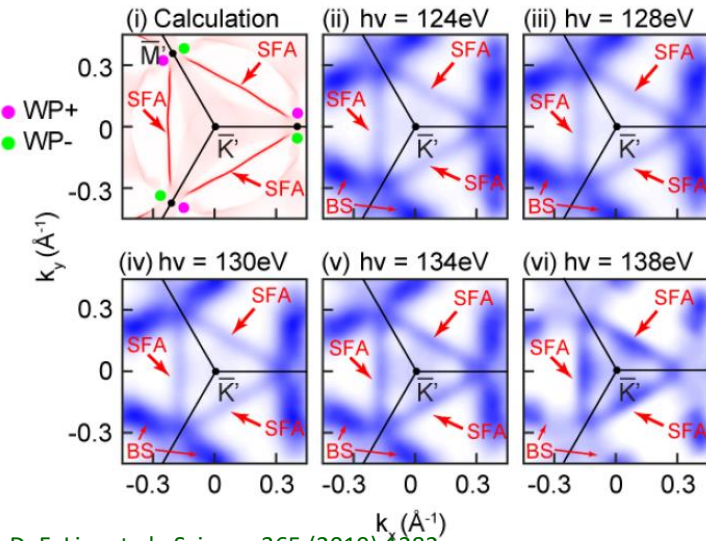 (i) Calculation
(ii) hν = 124eV
(iii) hν = 128eV
M̅'
SFA
SFA
SFA
K̅'
WP+
WP-
0.3
0
-0.3
SFA
SFA
SFA
K̅'
BS
SFA
SFA
SFA
K̅'
BS
k_y (Å⁻¹)
(iv) hν = 130eV
(v) hν = 134eV
(vi) hν = 138eV
0.3
0
-0.3
SFA
SFA
SFA
K̅'
BS
SFA
SFA
SFA
K̅'
BS
SFA
SFA
SFA
K̅'
BS
-0.3 0 0.3
-0.3 0 0.3
-0.3 0 0.3
k_x (Å⁻¹)